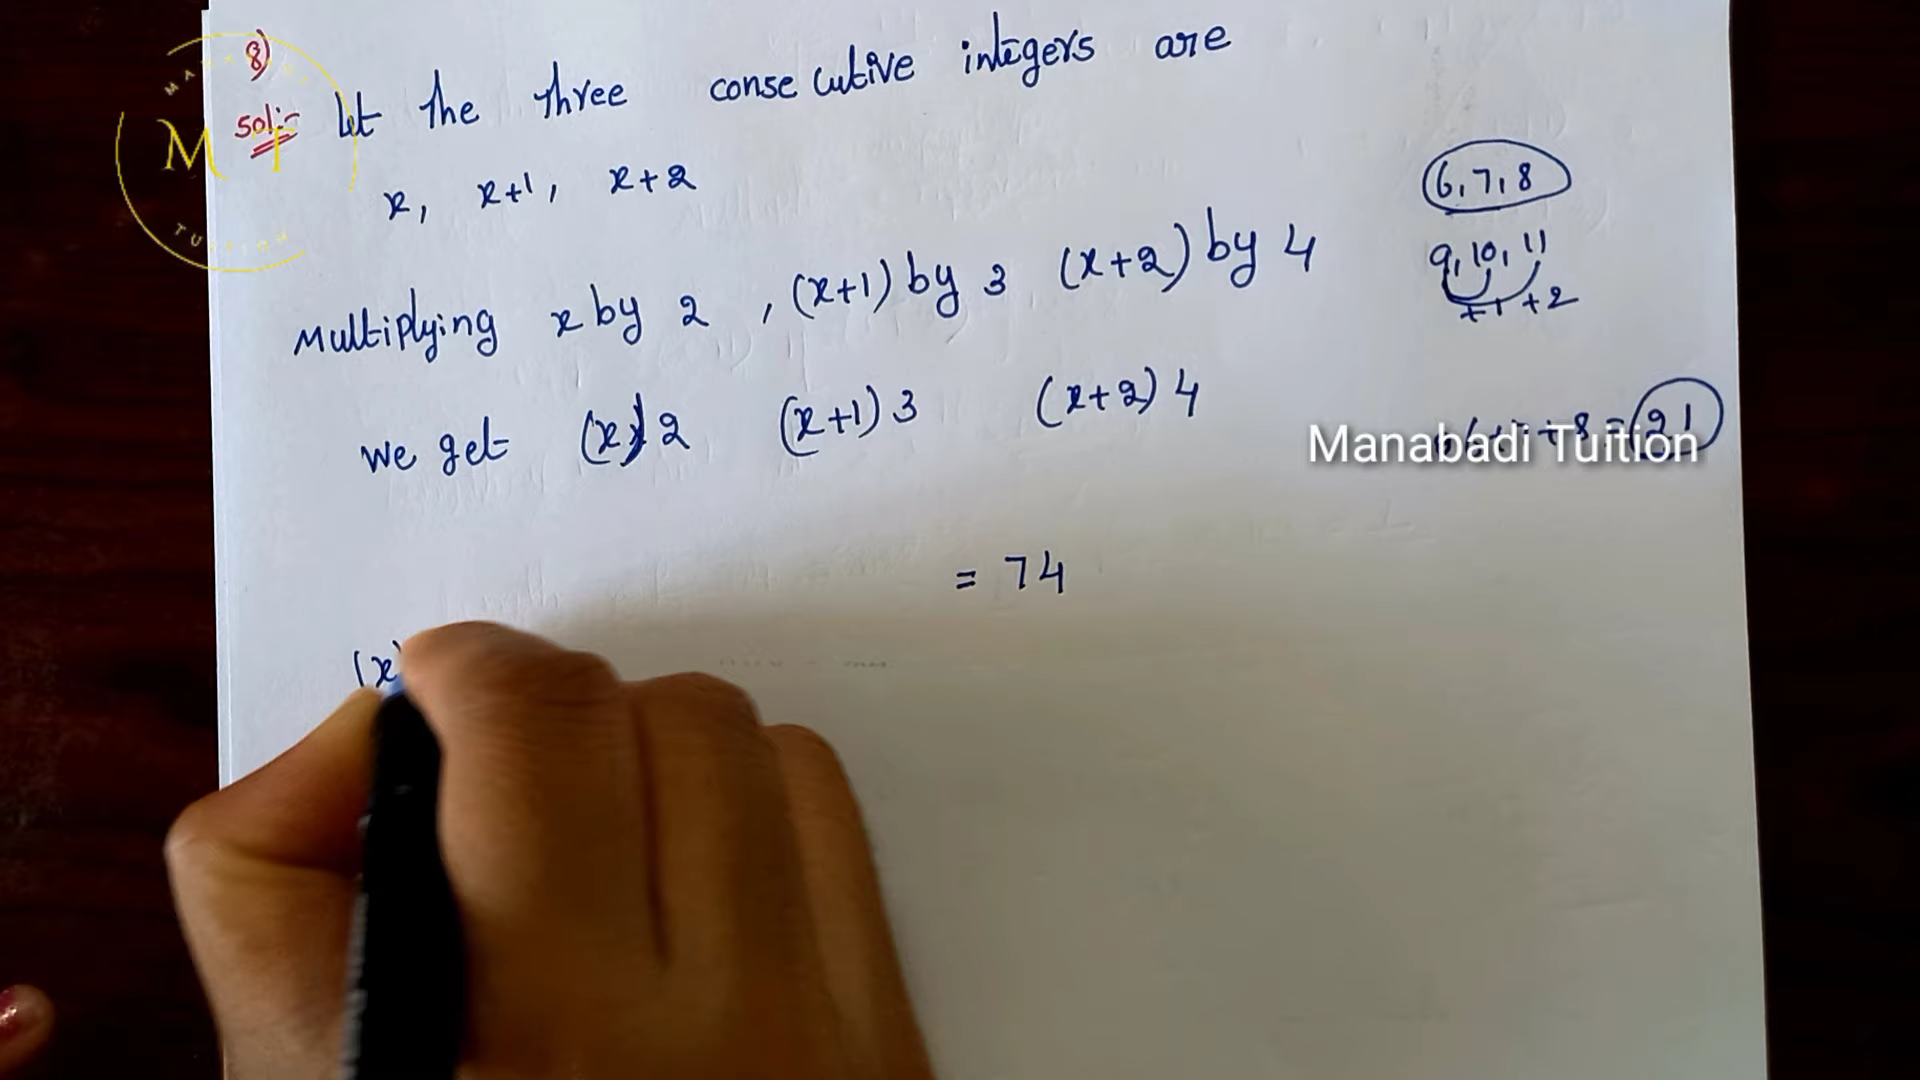 8)
Sol:- let the three consecutive integers are
x, x+1, x+2
6, 7, 8
Multiplying x by 2 , (x+1) by 3 (x+2) by 4
9, 10, 11
+1 +2
we get (x) 2 (x+1) 3 (x+2) 4
+8 = 21
Manabadi Tuition
= 74
(x)
M T
TUITION